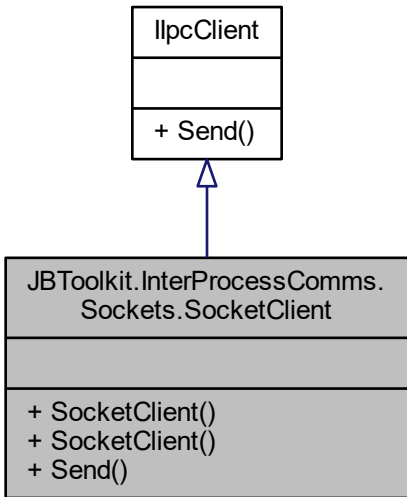 IIpcClient
+ Send()
JBToolkit.InterProcessComms.
Sockets.SocketClient
+ SocketClient()
+ SocketClient()
+ Send()